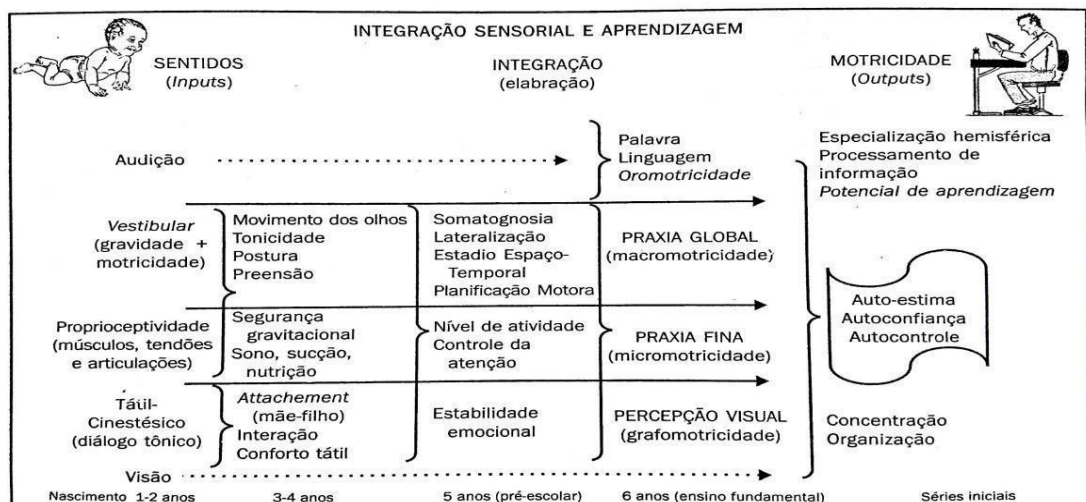 INTEGRAÇÃO SENSORIAL E APRENDIZAGEM
SENTIDOS
(Inputs)
INTEGRAÇÃO
(elabração)
MOTRICIDADE
(Outputs)
Audição
Palavra
Linguagem
Oromotricidade
Especialização hemisférica
Processamento de
informação
Potencial de aprendizagem
Vestibular
(gravidade +
motricidade)
Movimento dos olhos
Tonicidade
Postura
Preensão
Somatognosia
Lateralização
Estadio Espaço-
Temporal
Planificação Motora
PRAXIA GLOBAL
(macromotricidade)
Auto-estima
Autoconfiança
Autocontrole
Proprioceptividade
(músculos, tendões
e articulações)
Segurança
gravitacional
Sono, sucção,
nutrição
Nível de atividade
Controle da
atenção
PRAXIA FINA
(micromotricidade)
Tátil-
Cinestésico
(diálogo tônico)
Attachement
(mãe-filho)
Interação
Conforto tátil
Estabilidade
emocional
PERCEPÇÃO VISUAL
(grafomotricidade)
Concentração
Organização
Visão
Nascimento 1-2 anos 3-4 anos 5 anos (pré-escolar) 6 anos (ensino fundamental) Séries iniciais